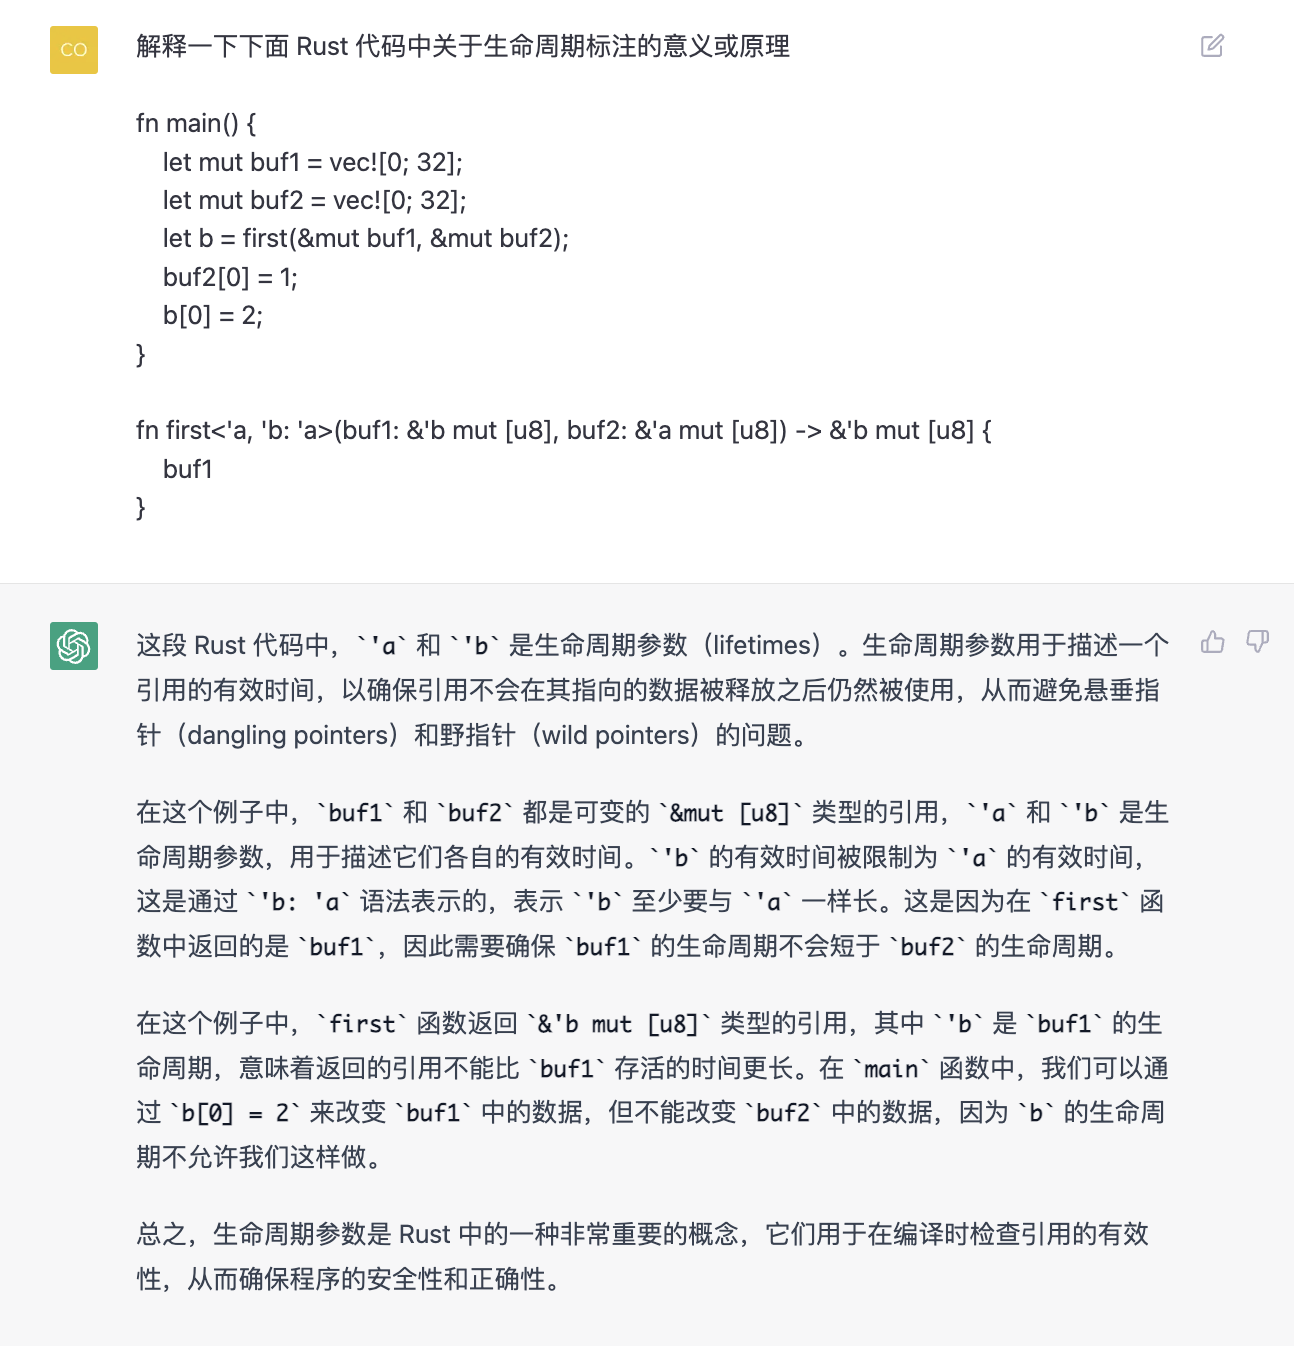 CO
解释一下下面 Rust 代码中关于生命周期标注的意义或原理
fn main() {
    let mut buf1 = vec![0; 32];
    let mut buf2 = vec![0; 32];
    let b = first(&mut buf1, &mut buf2);
    buf2[0] = 1;
    b[0] = 2;
}
fn first<'a, 'b: 'a>(buf1: &'b mut [u8], buf2: &'a mut [u8]) -> &'b mut [u8] {
    buf1
}
这段 Rust 代码中，`'a` 和 `'b` 是生命周期参数（lifetimes）。生命周期参数用于描述一个
引用的有效时间，以确保引用不会在其指向的数据被释放之后仍然被使用，从而避免悬垂指
针（dangling pointers）和野指针（wild pointers）的问题。
在这个例子中，`buf1` 和 `buf2` 都是可变的 `&mut [u8]` 类型的引用，`'a` 和 `'b` 是生
命周期参数，用于描述它们各自的有效时间。`'b` 的有效时间被限制为 `'a` 的有效时间，
这是通过 `'b: 'a` 语法表示的，表示 `'b` 至少要与 `'a` 一样长。这是因为在 `first` 函
数中返回的是 `buf1`，因此需要确保 `buf1` 的生命周期不会短于 `buf2` 的生命周期。
在这个例子中，`first` 函数返回 `&'b mut [u8]` 类型的引用，其中 `'b` 是 `buf1` 的生
命周期，意味着返回的引用不能比 `buf1` 存活的时间更长。在 `main` 函数中，我们可以通
过 `b[0] = 2` 来改变 `buf1` 中的数据，但不能改变 `buf2` 中的数据，因为 `b` 的生命周
期不允许我们这样做。
总之，生命周期参数是 Rust 中的一种非常重要的概念，它们用于在编译时检查引用的有效
性，从而确保程序的安全性和正确性。